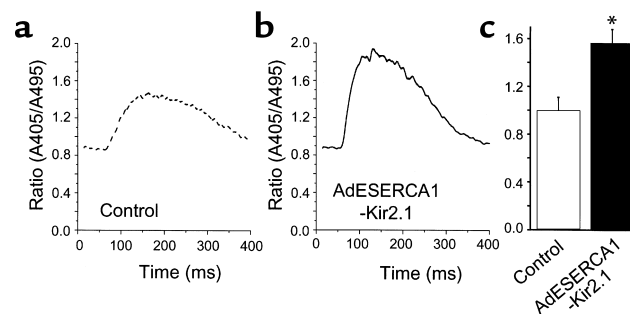 a
Ratio (A405/A495)
2.0
1.6
1.2
0.8
0.4
0.0
Control
0 100 200 300 400
Time (ms)
b
Ratio (A405/A495)
2.0
1.6
1.2
0.8
0.4
0.0
AdESERCA1
-Kir2.1
0 100 200 300 400
Time (ms)
c
*
1.6
1.2
0.8
0.4
0.0
Control
AdESERCA1
-Kir2.1